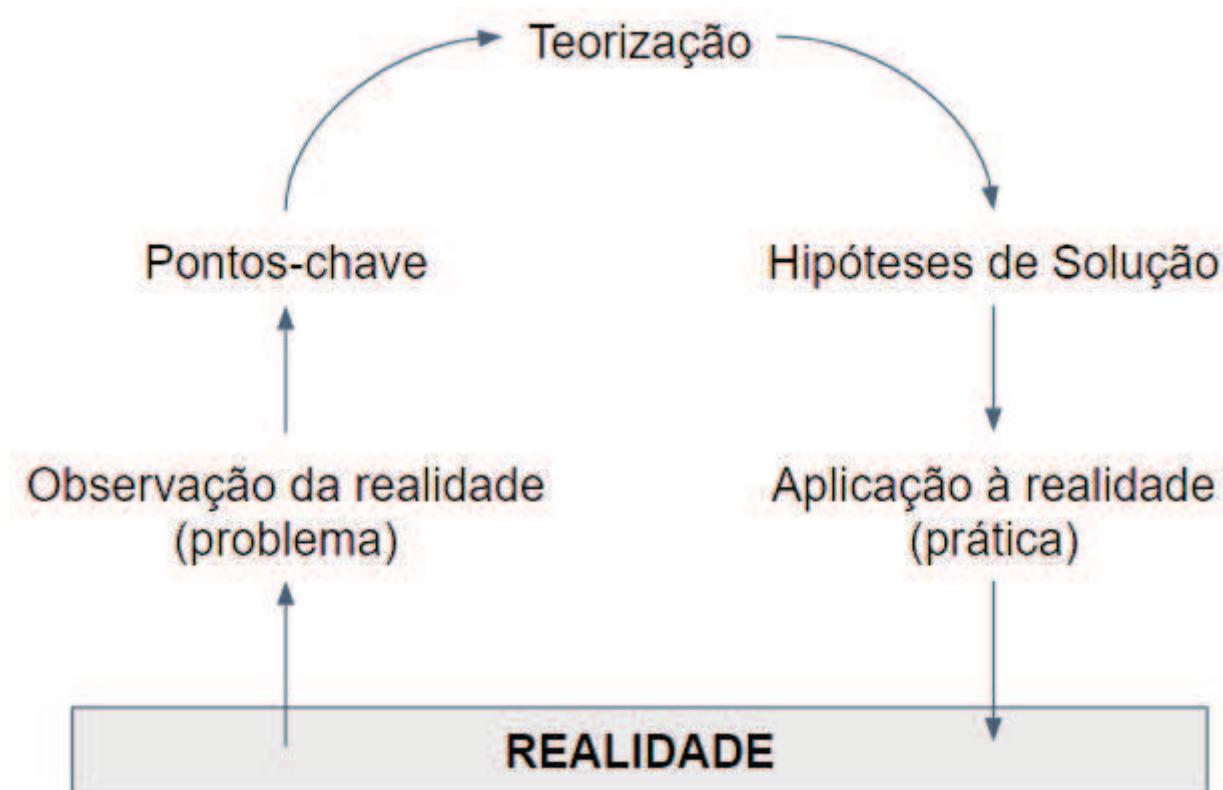 Teorização
Pontos-chave
Hipóteses de Solução
Observação da realidade
(problema)
Aplicação à realidade
(prática)
REALIDADE